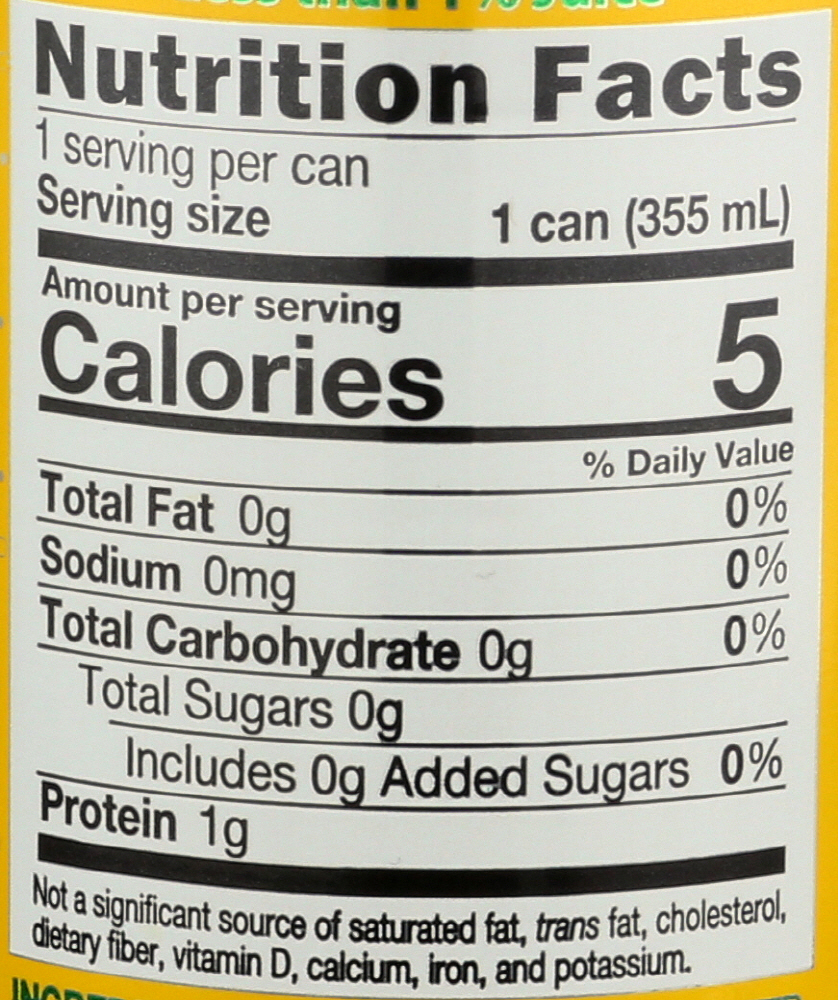 Nutrition Facts
1 serving per can
Serving size 1 can (355 mL)
Amount per serving
Calories 5
% Daily Value
Total Fat 0g 0%
Sodium 0mg 0%
Total Carbohydrate 0g 0%
Total Sugars 0g
Includes 0g Added Sugars 0%
Protein 1g
Not a significant source of saturated fat, trans fat, cholesterol,
dietary fiber, vitamin D, calcium, iron, and potassium.